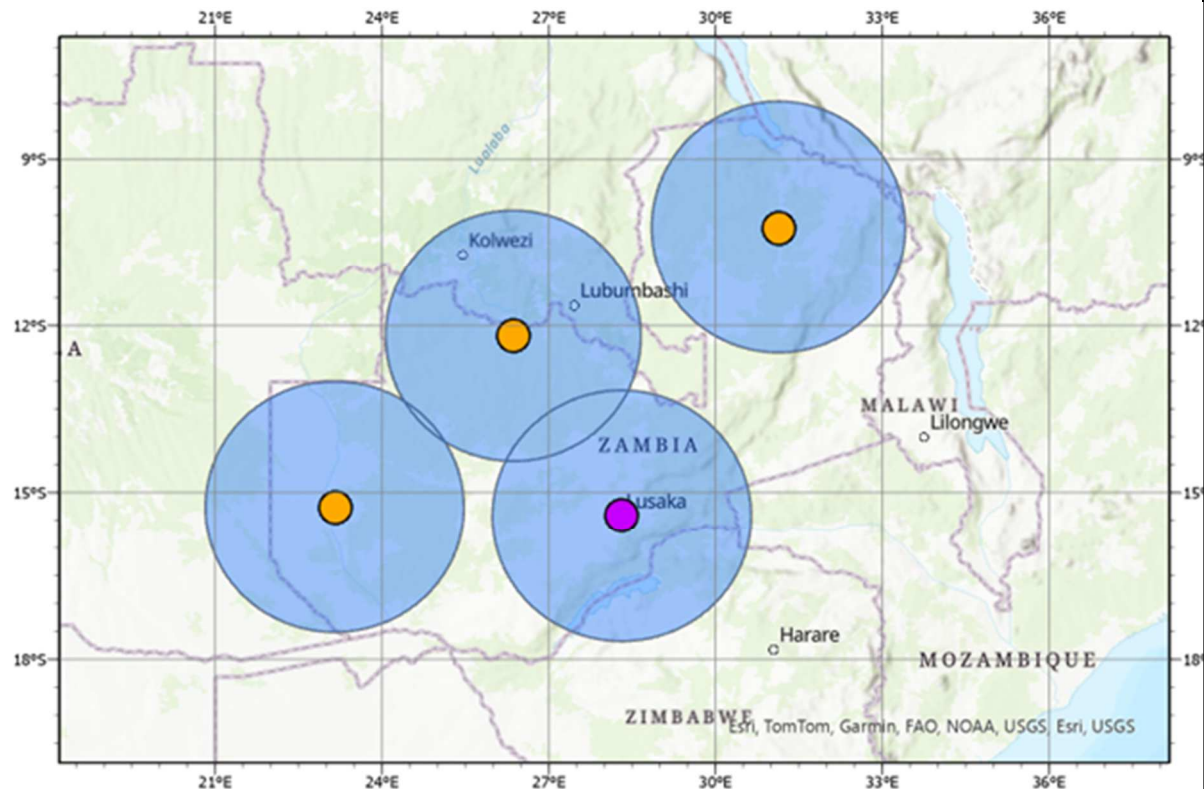 21°E 24°E 27°E 30°E 33°E 36°E
9°S 9°S
Lualaba
Kolwezi
Lubumbashi
12°S 12°
A
MALAWI
Lilongwe
ZAMBIA
15°S 15°
Lusaka
Harare
18°S 18°
MOZAMBIQUE
ZIMBABWE
Esri, TomTom, Garmin, FAO, NOAA, USGS, Esri, USGS
21°E 24°E 27°E 30°E 33°E 36°E